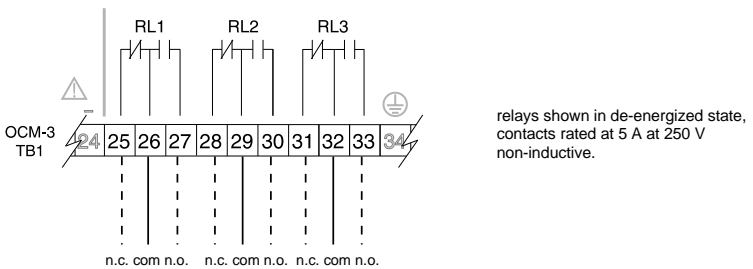 RL1 RL2 RL3
OCM-3
TB1
24 25 26 27 28 29 30 31 32 33 34
n.c. com n.o. n.c. com n.o. n.c. com n.o.
relays shown in de-energized state,
contacts rated at 5 A at 250 V
non-inductive.